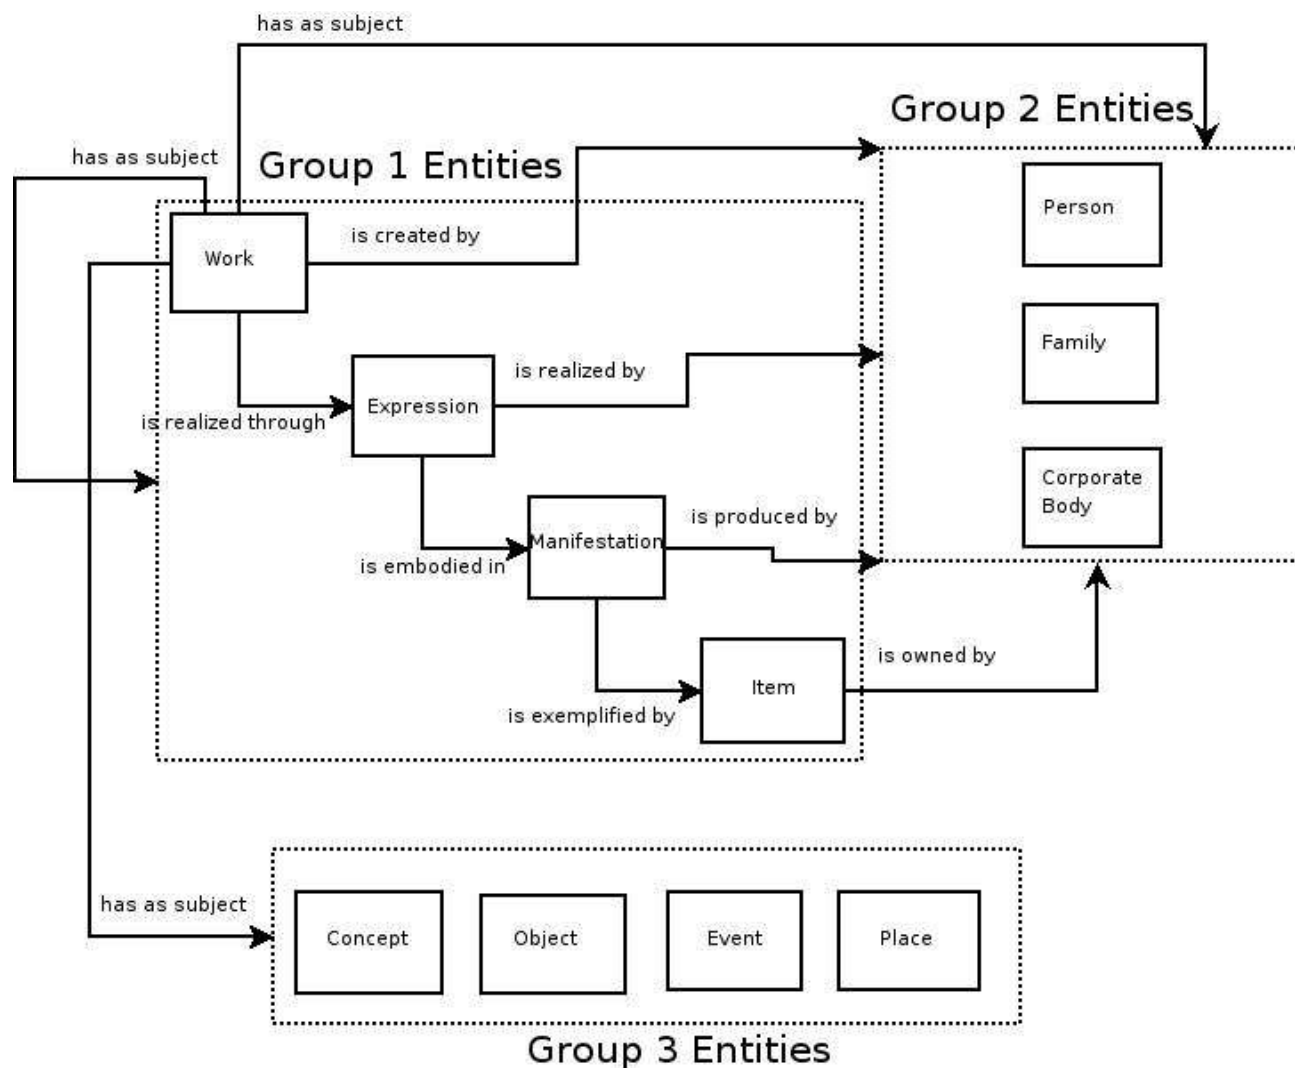 has as subject
Group 2 Entities
has as subject
Group 1 Entities
Person
is created by
Work
Family
is realized by
Expression
is realized through
Corporate
Body
is produced by
Manifestation
is embodied in
is owned by
Item
is exemplified by
has as subject
Concept
Object
Event
Place
Group 3 Entities